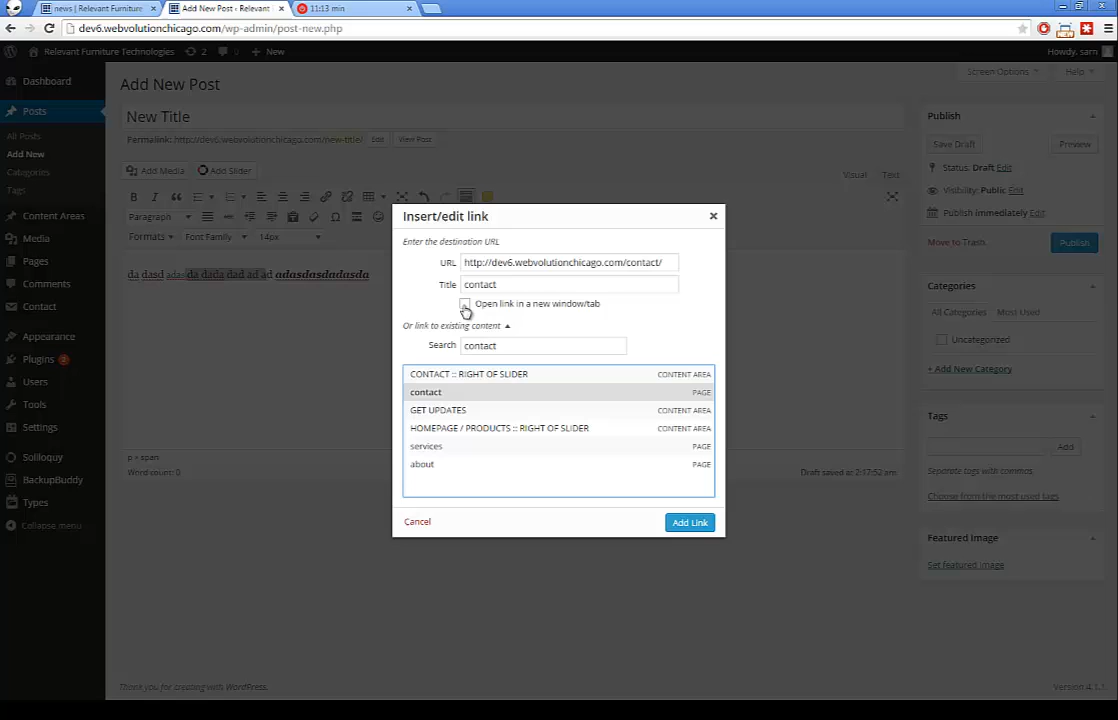 news | Relevant Furniture
Add New Post ‹ Relevant
11:13 min
dev6.webvolutionchicago.com/wp-admin/post-new.php
Relevant Furniture Technologies
2
0
New
Howdy, sarn
Dashboard
Posts
All Posts
Add New
Categories
Tags
Content Areas
Media
Pages
Comments
Contact
Appearance
Plugins 2
Users
Tools
Settings
Soliloquy
BackupBuddy
Types
Collapse menu
Add New Post
Screen Options
Help
New Title
Permalink: http://dev6.webvolutionchicago.com/new-title/
Edit
View Post
Add Media
Add Slider
Visual
Text
Paragraph
Formats
Font Family
14px
da dasd adas da dada dad ad ad adasdasdadasda
p » span
Word count: 0
Draft saved at 2:17:52 am.
Insert/edit link
Enter the destination URL
URL http://dev6.webvolutionchicago.com/contact/
Title contact
Open link in a new window/tab
Or link to existing content
Search contact
CONTACT :: RIGHT OF SLIDER CONTENT AREA
contact PAGE
GET UPDATES CONTENT AREA
HOMEPAGE / PRODUCTS :: RIGHT OF SLIDER CONTENT AREA
services PAGE
about PAGE
Cancel
Add Link
Publish
Save Draft
Preview
Status: Draft Edit
Visibility: Public Edit
Publish immediately Edit
Move to Trash
Publish
Categories
All Categories
Most Used
Uncategorized
+ Add New Category
Tags
Add
Separate tags with commas
Choose from the most used tags
Featured Image
Set featured image
Thank you for creating with WordPress.
Version 4.1.1